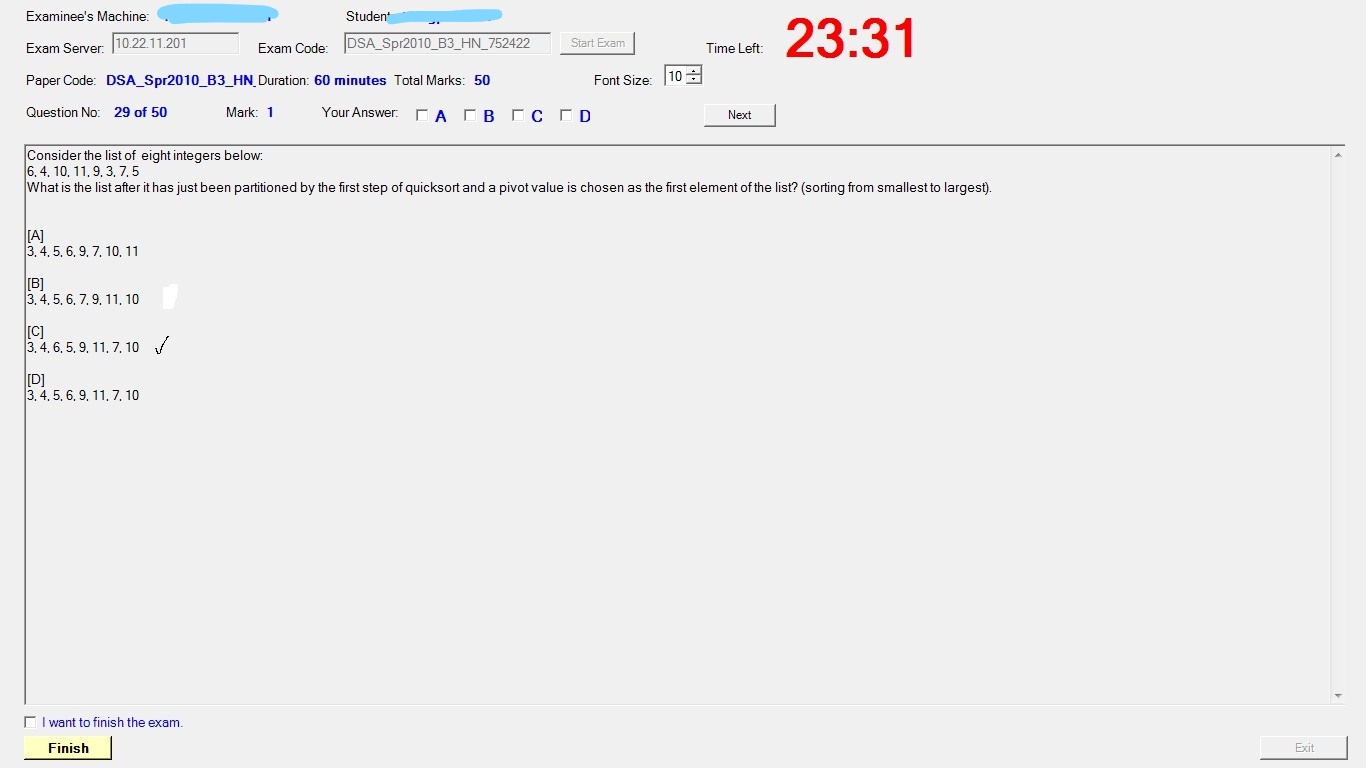 Examinee's Machine: Student
Exam Server: 10.22.11.201 Exam Code: DSA_Spr2010_B3_HN_752422 Start Exam Time Left: 23:31
Paper Code: DSA_Spr2010_B3_HN_ Duration: 60 minutes Total Marks: 50 Font Size: 10
Question No: 29 of 50 Mark: 1 Your Answer: A B C D Next
Consider the list of eight integers below:
6, 4, 10, 11, 9, 3, 7, 5
What is the list after it has just been partitioned by the first step of quicksort and a pivot value is chosen as the first element of the list? (sorting from smallest to largest).
[A]
3, 4, 5, 6, 9, 7, 10, 11
[B]
3, 4, 5, 6, 7, 9, 11, 10
[C]
3, 4, 6, 5, 9, 11, 7, 10
[D]
3, 4, 5, 6, 9, 11, 7, 10
I want to finish the exam.
Finish Exit